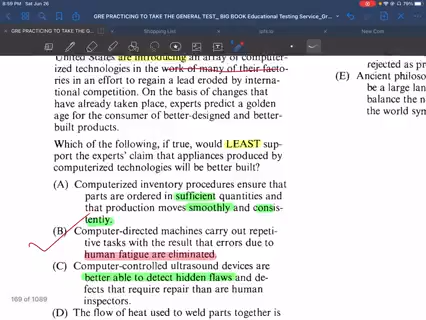 8:59 PM Sat Jun 26
79%
GRE PRACTICING TO TAKE THE GENERAL TEST_ BIG BOOK Educational Testing Service_Gr...
GRE PRACTICING TO TAKE THE G...
Shopping List
New Cone
United States are introducing an array of computer-
ized technologies in the work of many of their facto-
ries in an effort to regain a lead eroded by interna-
tional competition. On the basis of changes that
have already taken place, experts predict a golden
age for the consumer of better-designed and better-
built products.
Which of the following, if true, would LEAST sup-
port the experts' claim that appliances produced by
computerized technologies will be better built?
(A) Computerized inventory procedures ensure that
parts are ordered in sufficient quantities and
that production moves smoothly and consis-
tently.
(B) Computer-directed machines carry out repeti-
tive tasks with the result that errors due to
human fatigue are eliminated.
(C) Computer-controlled ultrasound devices are
better able to detect hidden flaws and de-
fects that require repair than are human
inspectors.
(D) The flow of heat used to weld parts together is
169 of 1089
rejected as pr
(E) Ancient philoso
be a large lan
balance the n
the world sym